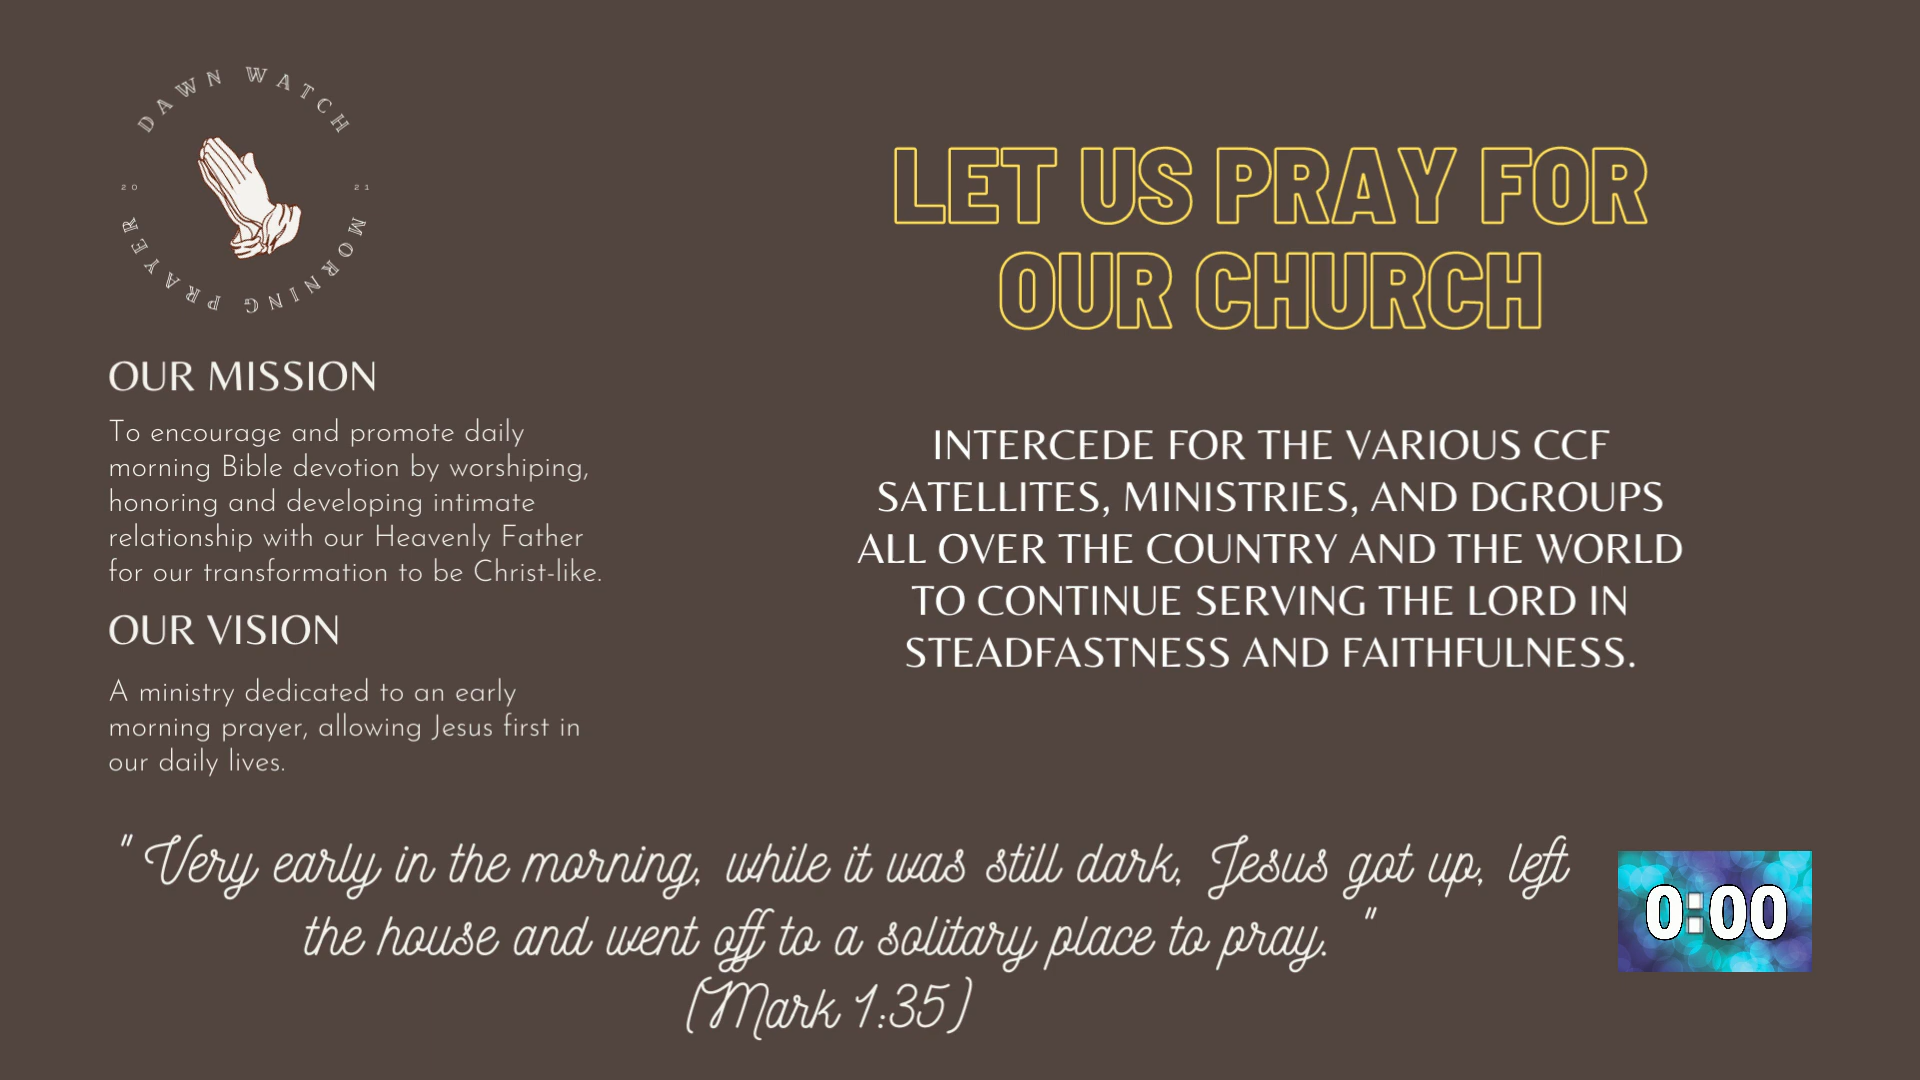 DAWN WATCH
20 21
MORNING PRAYER
OUR MISSION
To encourage and promote daily
morning Bible devotion by worshiping,
honoring and developing intimate
relationship with our Heavenly Father
for our transformation to be Christ-like.
OUR VISION
A ministry dedicated to an early
morning prayer, allowing Jesus first in
our daily lives.
LET US PRAY FOR
OUR CHURCH
INTERCEDE FOR THE VARIOUS CCF
SATELLITES, MINISTRIES, AND DGROUPS
ALL OVER THE COUNTRY AND THE WORLD
TO CONTINUE SERVING THE LORD IN
STEADFASTNESS AND FAITHFULNESS.
" Very early in the morning, while it was still dark, Jesus got up, left
the house and went off to a solitary place to pray. "
(Mark 1:35)
0:00